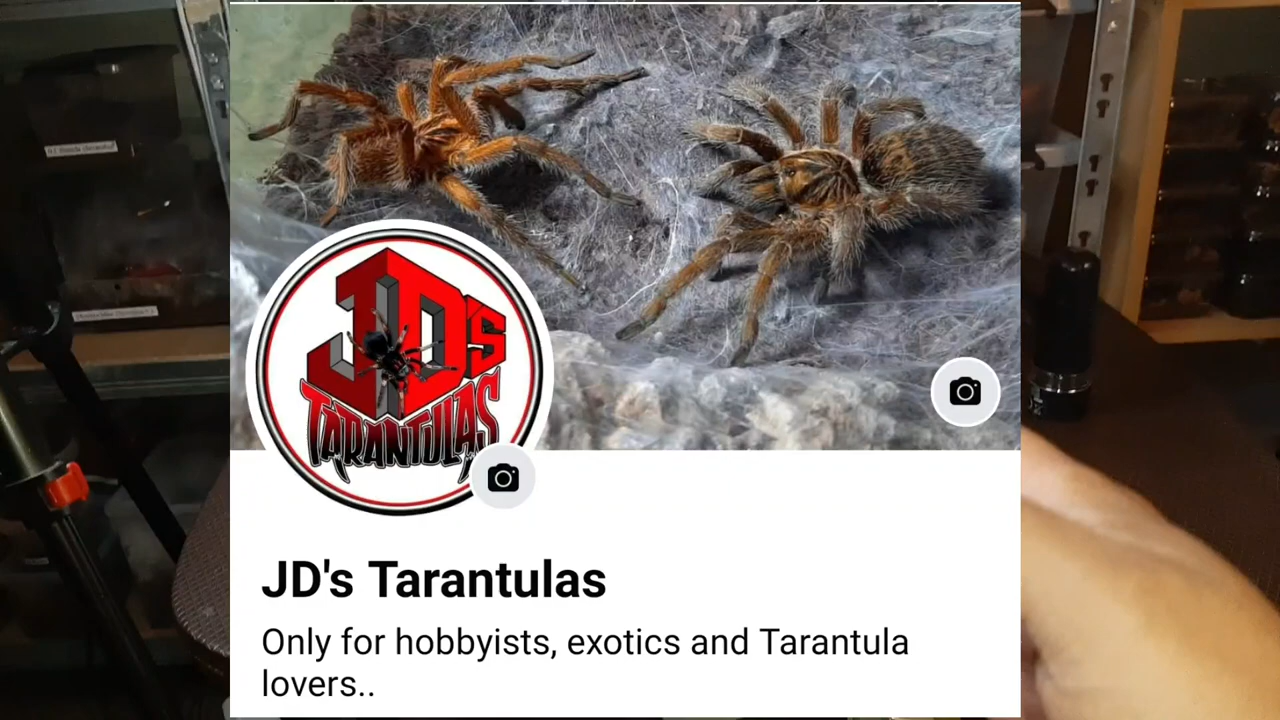 JD's
TARANTULAS
JD's Tarantulas
Only for hobbyists, exotics and Tarantula
lovers..